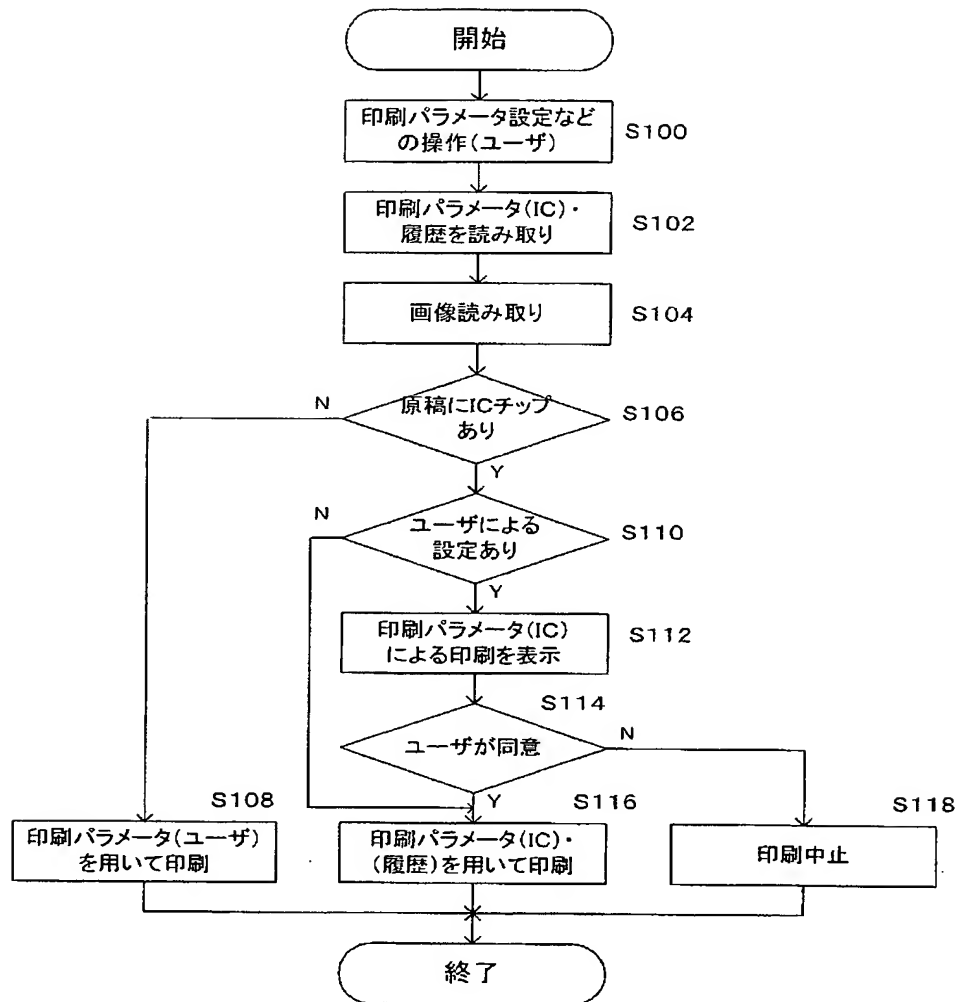 開始
印刷パラメータ設定など
の操作(ユーザ)
S100
印刷パラメータ(IC)・
履歴を読み取り
S102
画像読み取り
S104
原稿にICチップ
あり
S106
N
Y
ユーザによる
設定あり
S110
N
Y
印刷パラメータ(IC)
による印刷を表示
S112
S114
ユーザが同意
N
Y
S108
印刷パラメータ(ユーザ)
を用いて印刷
S116
印刷パラメータ(IC)・
(履歴)を用いて印刷
S118
印刷中止
終了